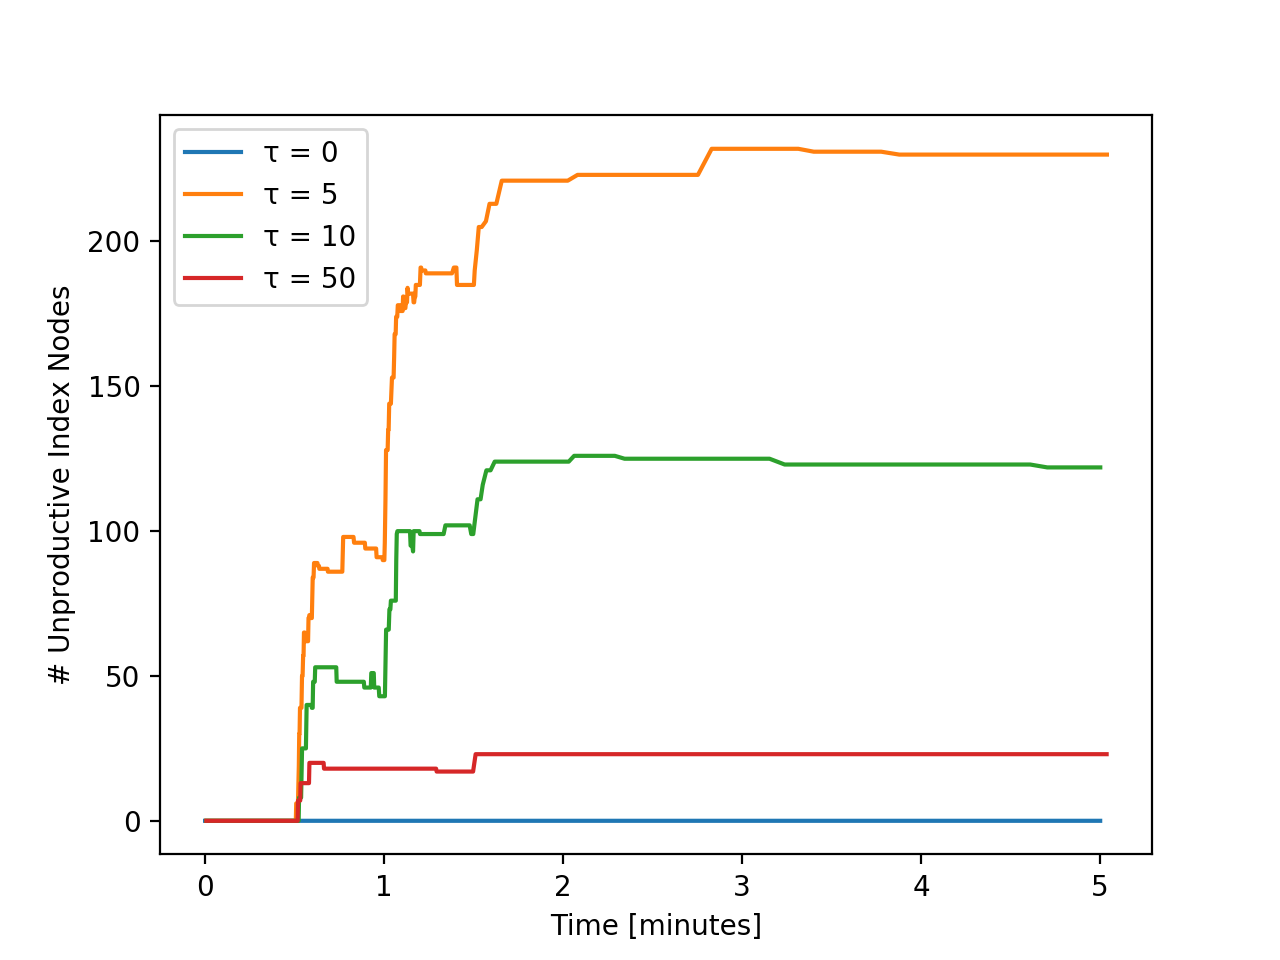 τ = 0
τ = 5
τ = 10
τ = 50
200
150
100
50
0
# Unproductive Index Nodes
0 1 2 3 4 5
Time [minutes]